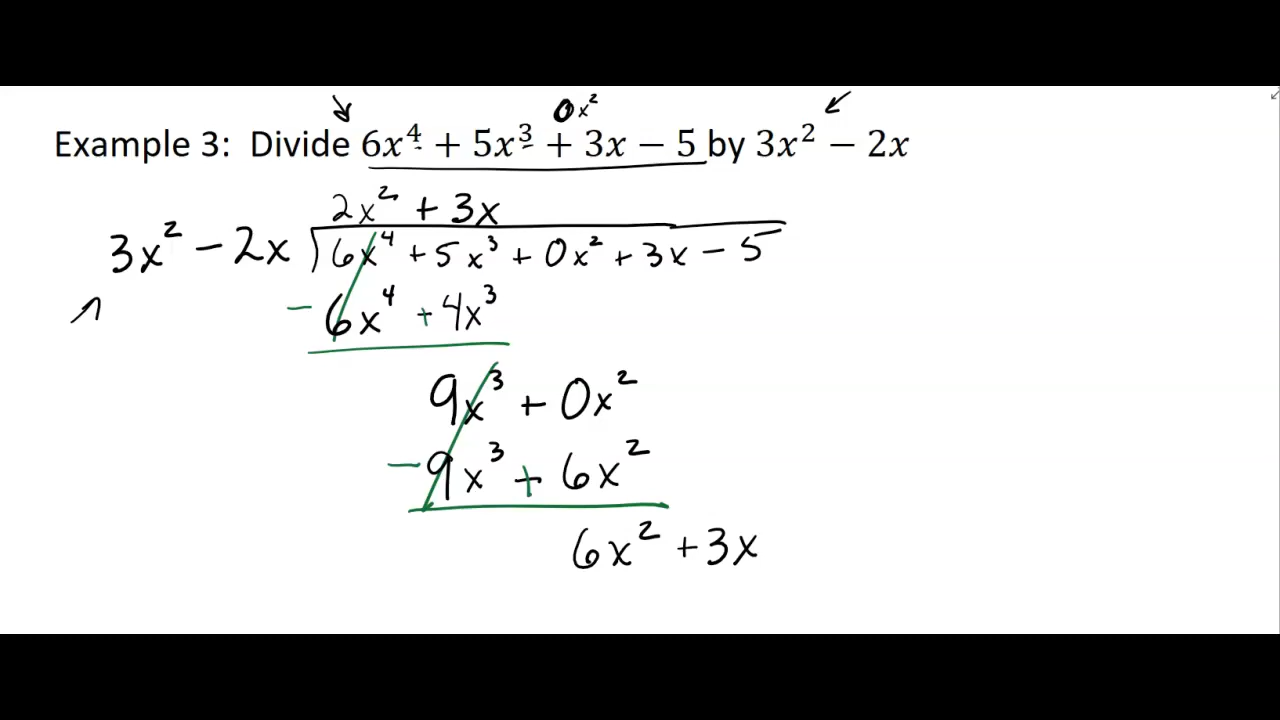 0x²
Example 3: Divide 6x⁴ + 5x³ + 3x − 5 by 3x² − 2x
2x² + 3x
3x² − 2x 6x⁴ + 5x³ + 0x² + 3x − 5
− 6x⁴ + 4x³
9x³ + 0x²
− 9x³ + 6x²
6x² + 3x